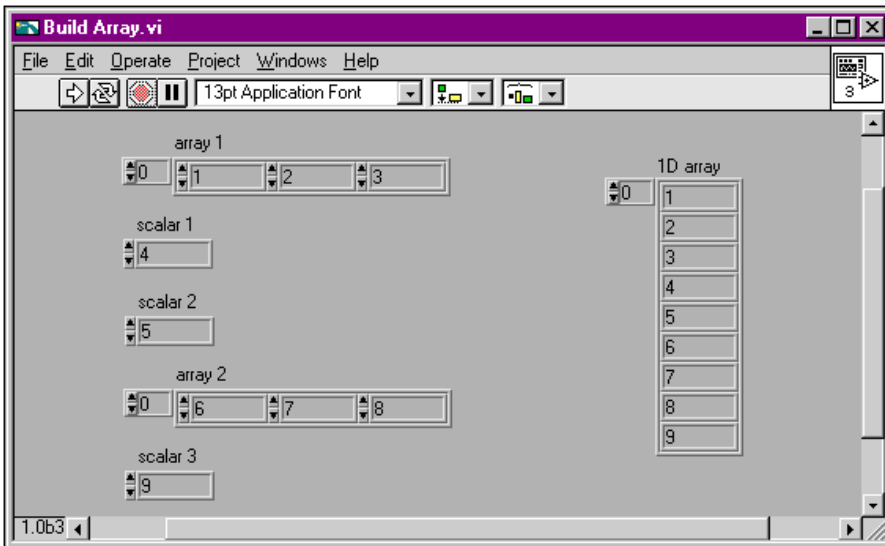 Build Array.vi
File Edit Operate Project Windows Help
13pt Application Font
3
array 1
0 1 2 3
scalar 1
4
scalar 2
5
array 2
0 6 7 8
scalar 3
9
1D array
0 1
2
3
4
5
6
7
8
9
1.0b3